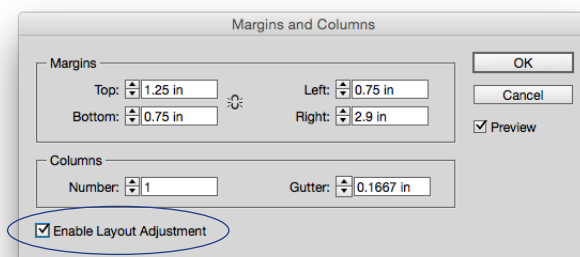 Margins and Columns
Margins
Top: 1.25 in
Left: 0.75 in
Bottom: 0.75 in
Right: 2.9 in
Columns
Number: 1
Gutter: 0.1667 in
Enable Layout Adjustment
OK
Cancel
Preview